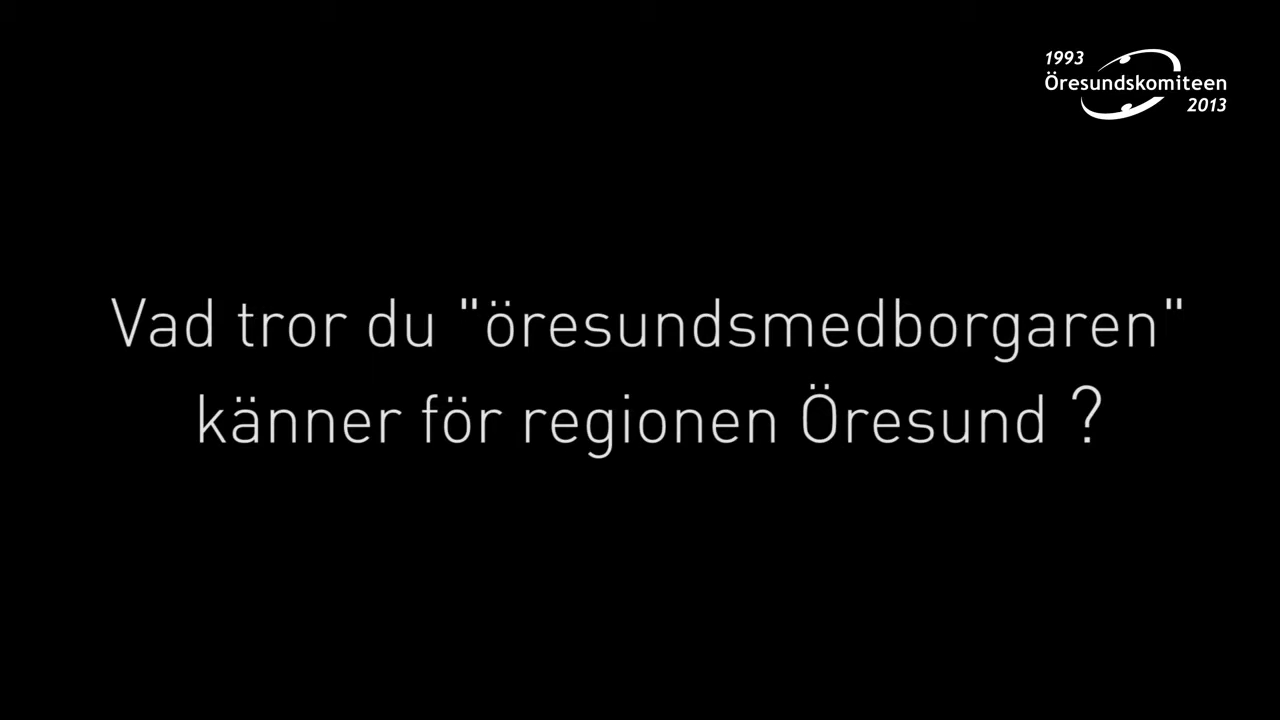 1993
Öresundskomiteen
2013
Vad tror du "öresundsmedborgaren"
känner för regionen Öresund ?